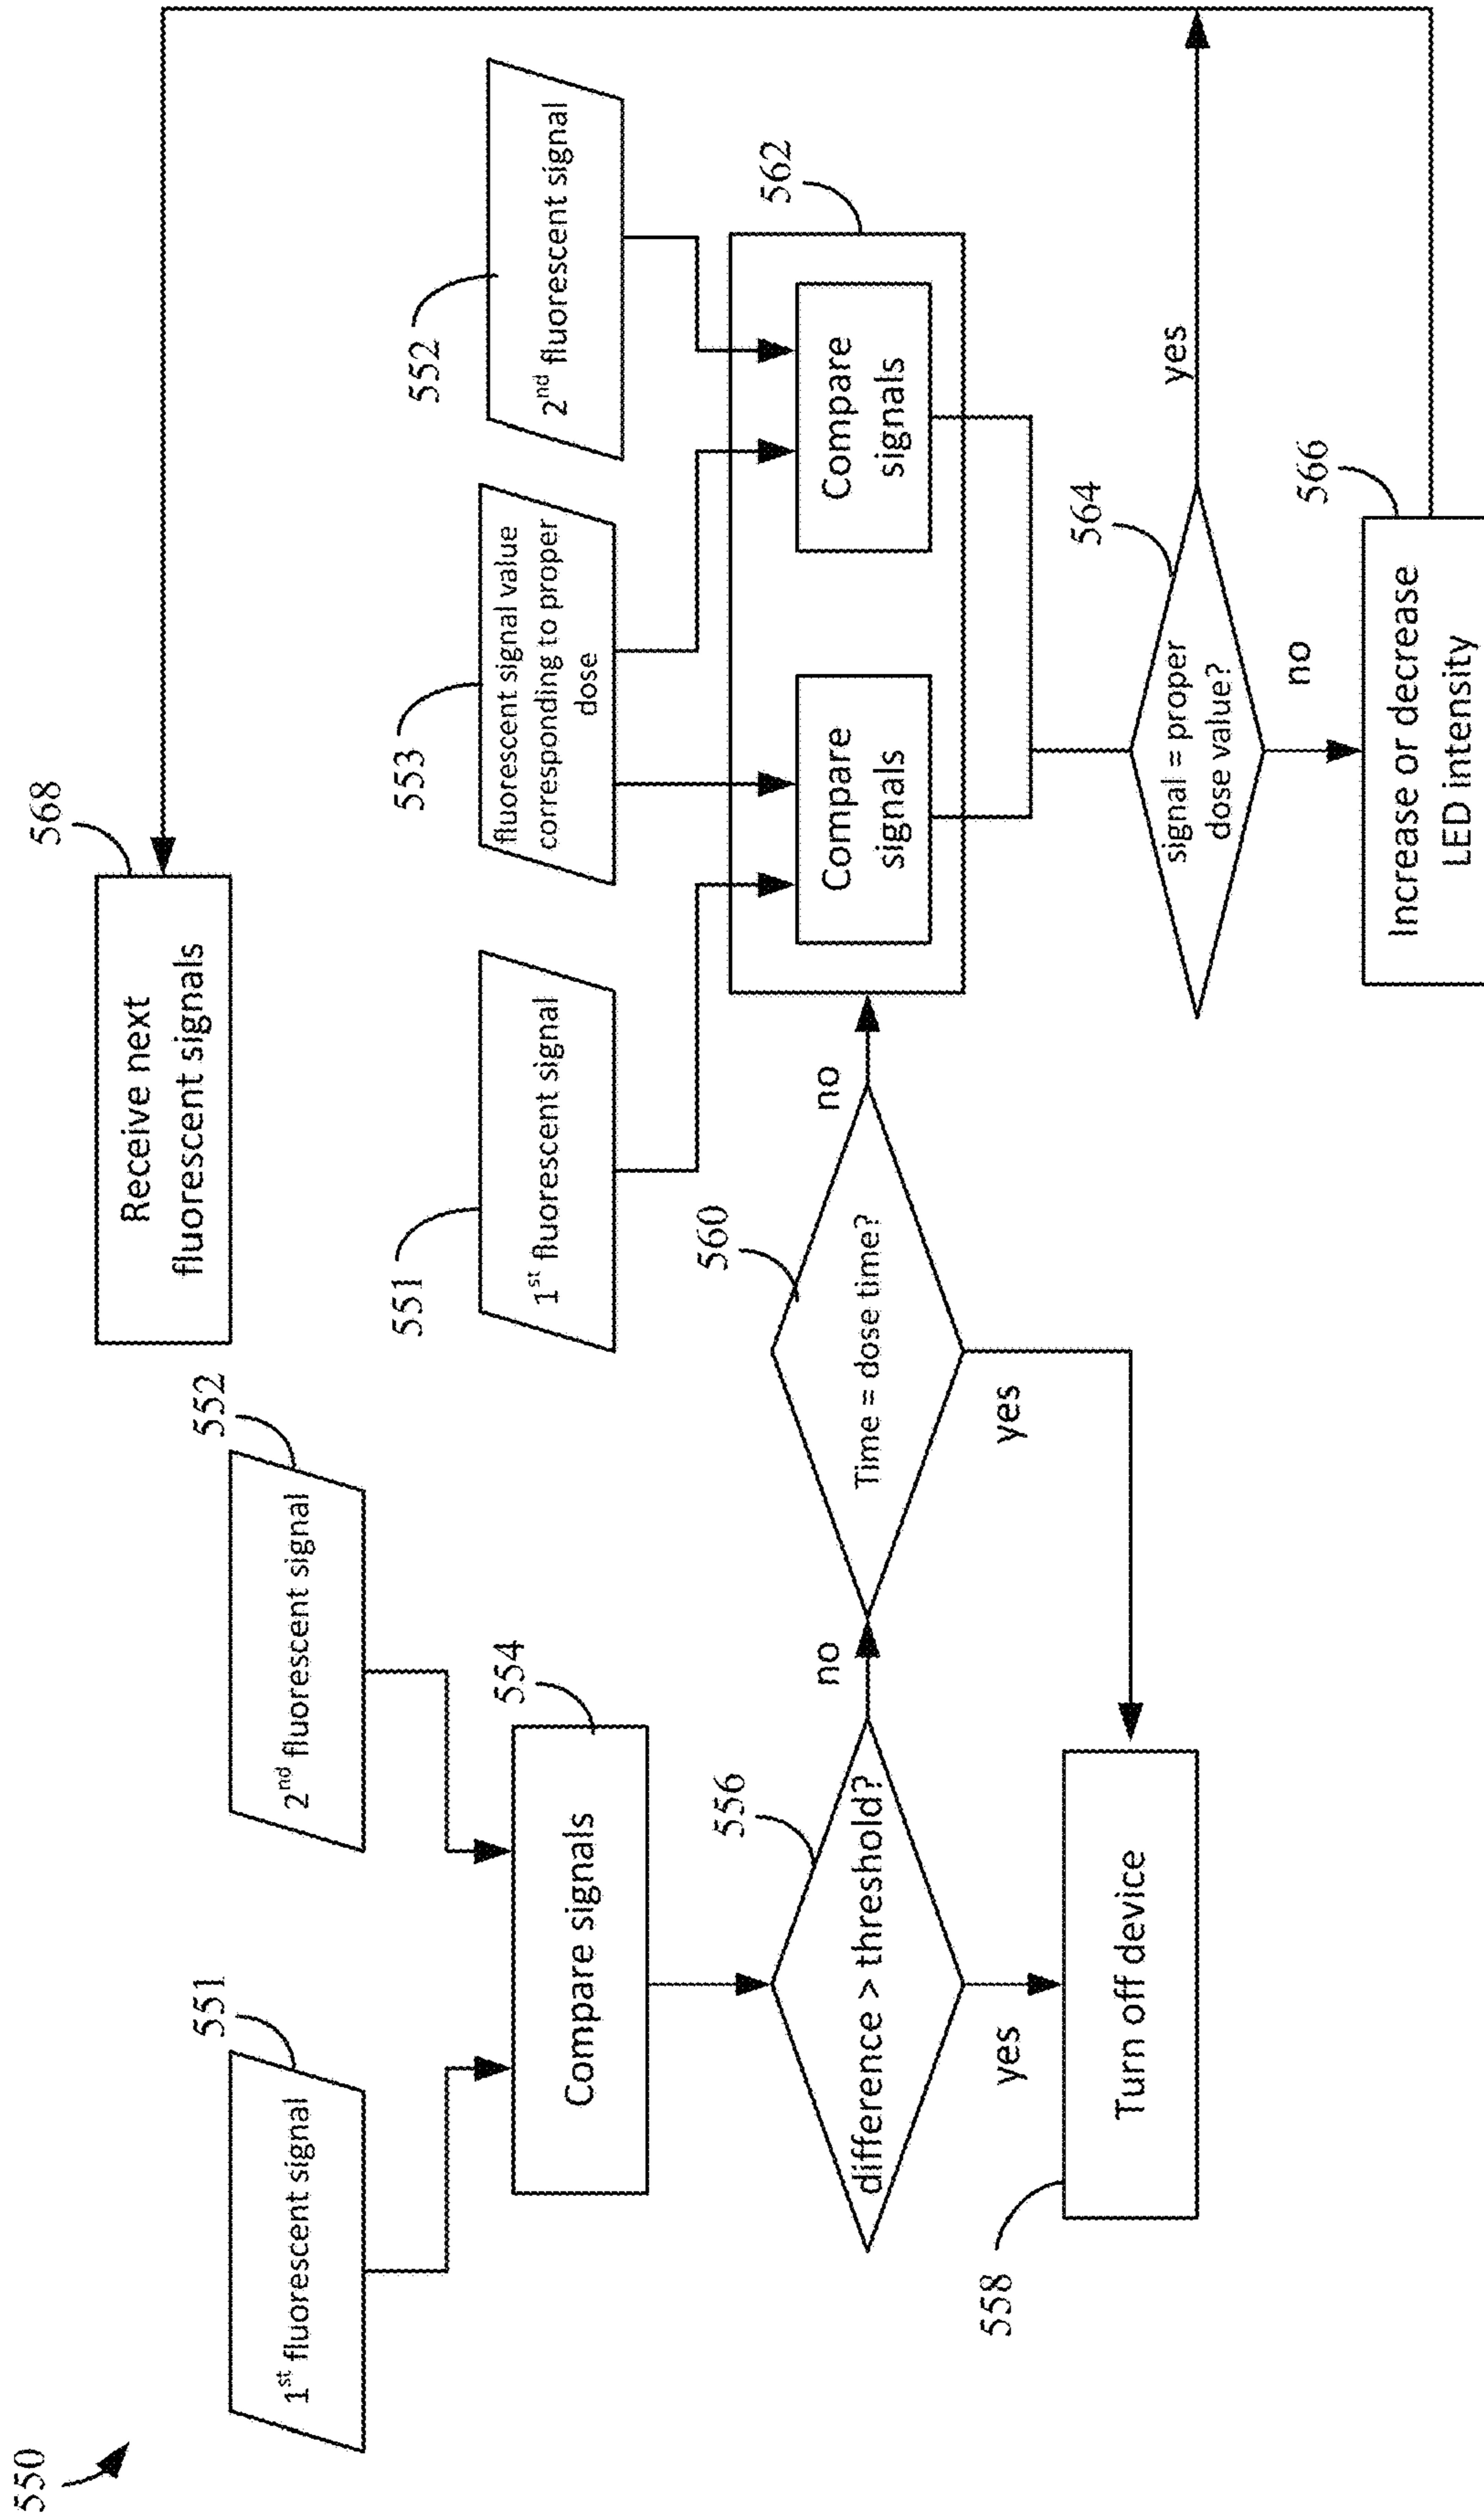 550
551
1st fluorescent signal
552
2nd fluorescent signal
554
Compare signals
556
difference > threshold?
no
yes
558
Turn off device
560
Time = dose time?
no
yes
568
Receive next
fluorescent signals
551
1st fluorescent signal
553
fluorescent signal value
corresponding to proper
dose
552
2nd fluorescent signal
562
Compare
signals
Compare
signals
564
signal = proper
dose value?
yes
no
566
Increase or decrease
LED intensity